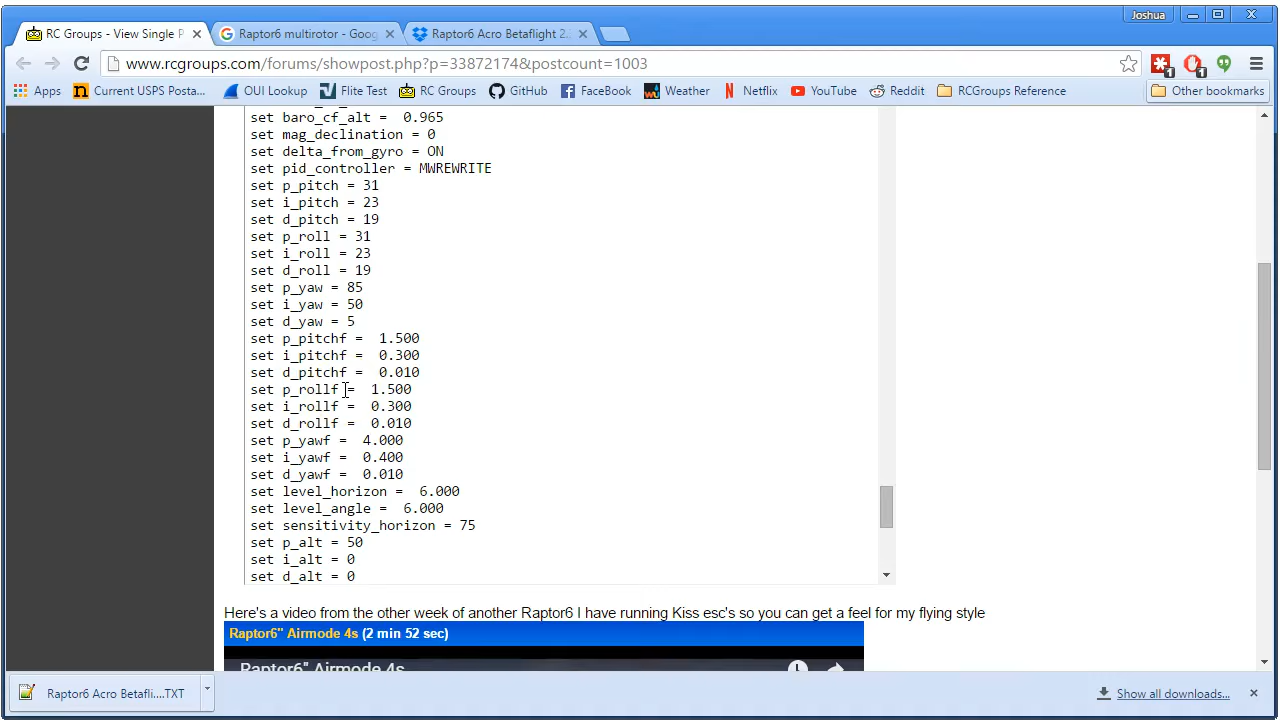 Joshua
RC Groups - View Single P
Raptor6 multirotor - Goog
Raptor6 Acro Betaflight 2.
www.rcgroups.com/forums/showpost.php?p=33872174&postcount=1003
1
1
Apps
Current USPS Posta...
OUI Lookup
Flite Test
RC Groups
GitHub
FaceBook
Weather
Netflix
YouTube
Reddit
RCGroups Reference
Other bookmarks
set baro_cf_alt =  0.965
set mag_declination = 0
set delta_from_gyro = ON
set pid_controller = MWREWRITE
set p_pitch = 31
set i_pitch = 23
set d_pitch = 19
set p_roll = 31
set i_roll = 23
set d_roll = 19
set p_yaw = 85
set i_yaw = 50
set d_yaw = 5
set p_pitchf =  1.500
set i_pitchf =  0.300
set d_pitchf =  0.010
set p_rollf =  1.500
set i_rollf =  0.300
set d_rollf =  0.010
set p_yawf =  4.000
set i_yawf =  0.400
set d_yawf =  0.010
set level_horizon =  6.000
set level_angle =  6.000
set sensitivity_horizon = 75
set p_alt = 50
set i_alt = 0
set d_alt = 0
Here's a video from the other week of another Raptor6 I have running Kiss esc's so you can get a feel for my flying style
Raptor6" Airmode 4s (2 min 52 sec)
Raptor6" Airmode 4s
Raptor6 Acro Betafli....TXT
Show all downloads...